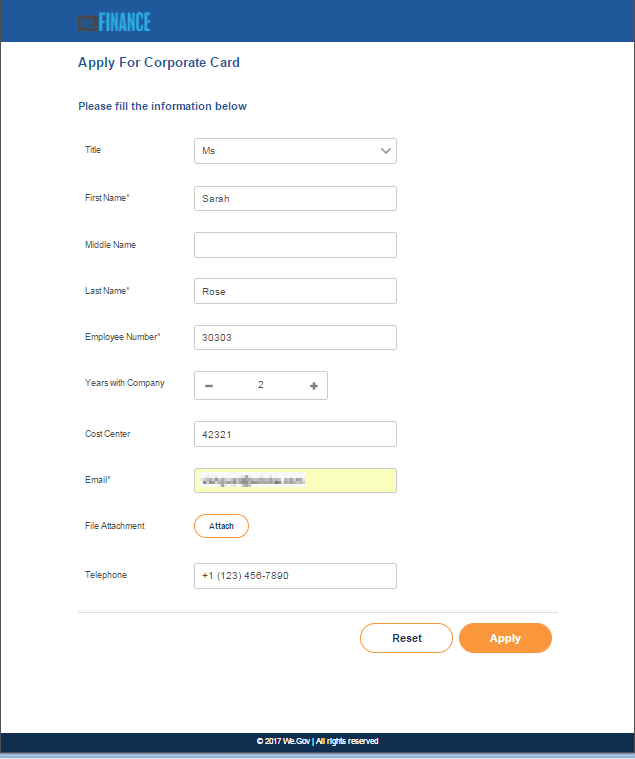 We FINANCE
Apply For Corporate Card
Please fill the information below
Title Ms
First Name* Sarah
Middle Name
Last Name* Rose
Employee Number* 30303
Years with Company − 2 +
Cost Center 42321
Email*
File Attachment Attach
Telephone +1 (123) 456-7890
Reset Apply
© 2017 We.Gov | All rights reserved